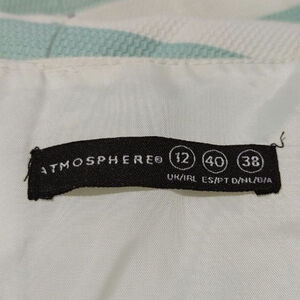 ATMOSPHERE® 12 40 38
UK/IRL ES/PT D/NL/B/A